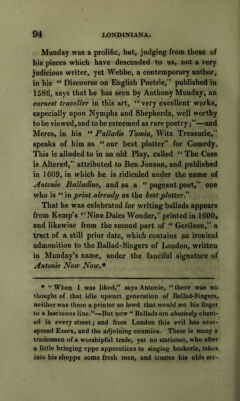 94 LONDINIANA.
Munday was a prolific, but, judging from those of
his pieces which have descended to us, not a very
judicious writer, yet Webbe, a contemporary author,
in his “ Discourse on English Poetrie,” published in
1586, says that he has seen by Anthony Munday, an
earnest traveller in this art, “ very excellent works,
especially upon Nymphs and Shepherds, well worthy
to be viewed, and to be esteemed as rare poetry;”—and
Meres, in his “ Palladis Tamia, Wits Treasurie,”
speaks of him as “ our best plotter” for Comedy.
This is alluded to in an old Play, called “ The Case
is Altered,” attributed to Ben Jonson, and published
in 1609, in which he is ridiculed under the name of
Antonio Balladino, and as a “ pageant poet,” one
who is “ in print already as the best plotter.”
That he was celebrated for writing ballads appears
from Kemp's “Nine Daies Wonder,” printed in 1600,
and likewise from the second part of “ Gerileon,” a
tract of a still prior date, which contains an ironical
admonition to the Ballad-Singers of London, written
in Munday's name, under the fanciful signature of
Antonie Now Now.*
* “ When I was liked,” says Antonie, “ there was no
thought of that idle upstart generation of Ballad-Singers,
neither was there a printer so lewd that would set his finger
to a lasciuous line.”—But now “ Ballads are abusively chant-
ed in every street; and from London this evil has over-
spread Essex, and the adjoining counties. There is many a
tradesmen of a worshipful trade, yet no stationer, who after
a little bringing vppe apprentices to singing brokerie, takes
into his shoppe some fresh men, and trustes his olde ser-